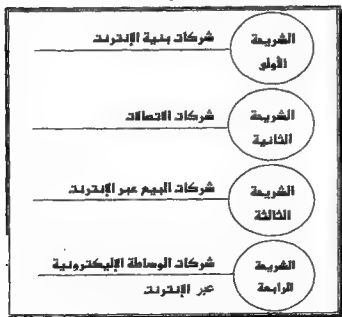 الشريحة الأولى
شركات بنية الإنترنت
الشريحة الثانية
شركات الاتصالات
الشريحة الثالثة
شركات البيع عبر الإنترنت
الشريحة الرابعة
شركات الوساطة الإليكترونية
عبر الإنترنت